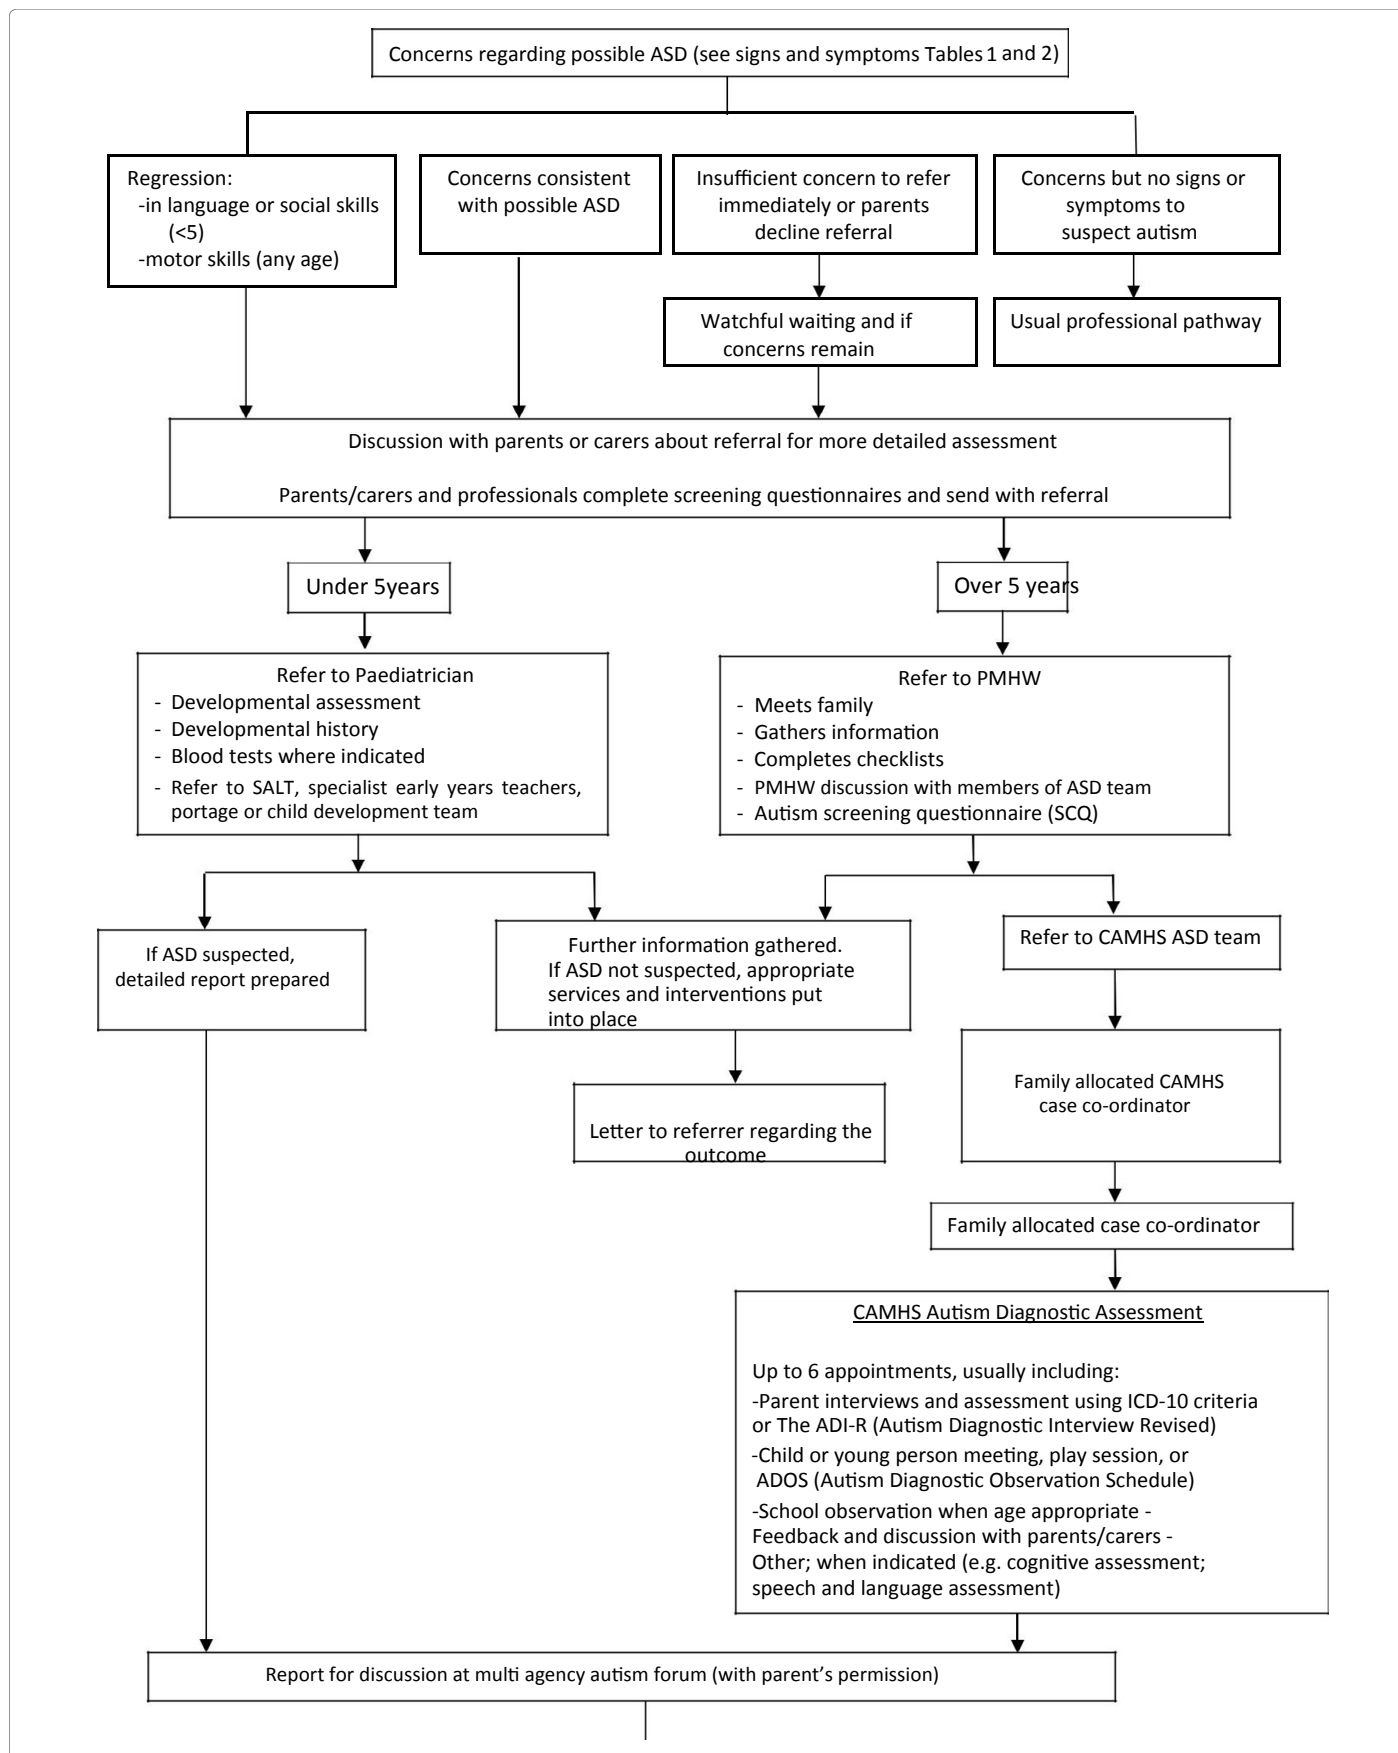 Concerns regarding possible ASD (see signs and symptoms Tables 1 and 2)
Regression:
-in language or social skills
(<5)
-motor skills (any age)
Concerns consistent
with possible ASD
Insufficient concern to refer
immediately or parents
decline referral
Concerns but no signs or
symptoms to
suspect autism
Watchful waiting and if
concerns remain
Usual professional pathway
Discussion with parents or carers about referral for more detailed assessment
Parents/carers and professionals complete screening questionnaires and send with referral
Under 5years
Over 5 years
Refer to Paediatrician
- Developmental assessment
- Developmental history
- Blood tests where indicated
- Refer to SALT, specialist early years teachers,
portage or child development team
Refer to PMHW
- Meets family
- Gathers information
- Completes checklists
- PMHW discussion with members of ASD team
- Autism screening questionnaire (SCQ)
If ASD suspected,
detailed report prepared
Further information gathered.
If ASD not suspected, appropriate
services and interventions put
into place
Refer to CAMHS ASD team
Letter to referrer regarding the
outcome
Family allocated CAMHS
case co-ordinator
Family allocated case co-ordinator
CAMHS Autism Diagnostic Assessment
Up to 6 appointments, usually including:
-Parent interviews and assessment using ICD-10 criteria
or The ADI-R (Autism Diagnostic Interview Revised)
-Child or young person meeting, play session, or
ADOS (Autism Diagnostic Observation Schedule)
-School observation when age appropriate -
Feedback and discussion with parents/carers -
Other; when indicated (e.g. cognitive assessment;
speech and language assessment)
Report for discussion at multi agency autism forum (with parent's permission)